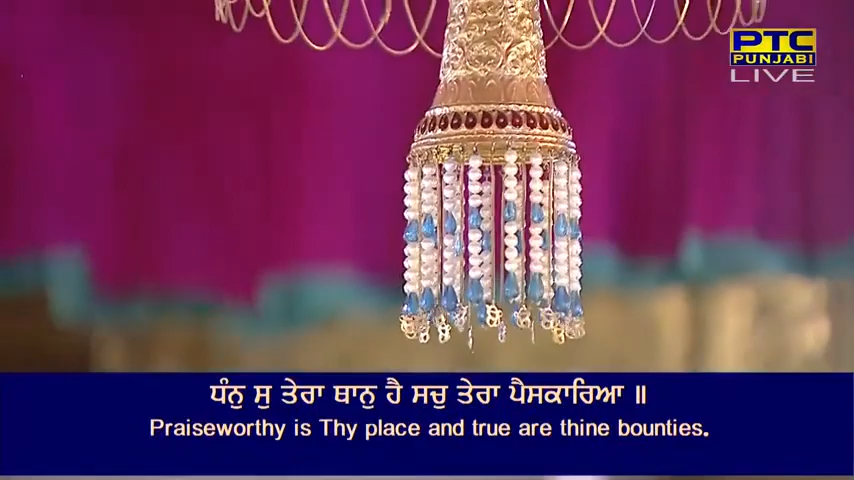 PTC
PUNJABI
LIVE
ਧੰਨੁ ਸੁ ਤੇਰਾ ਥਾਨੁ ਹੈ ਸਚੁ ਤੇਰਾ ਪੈਸਕਾਰਿਆ ॥
Praiseworthy is Thy place and true are thine bounties.